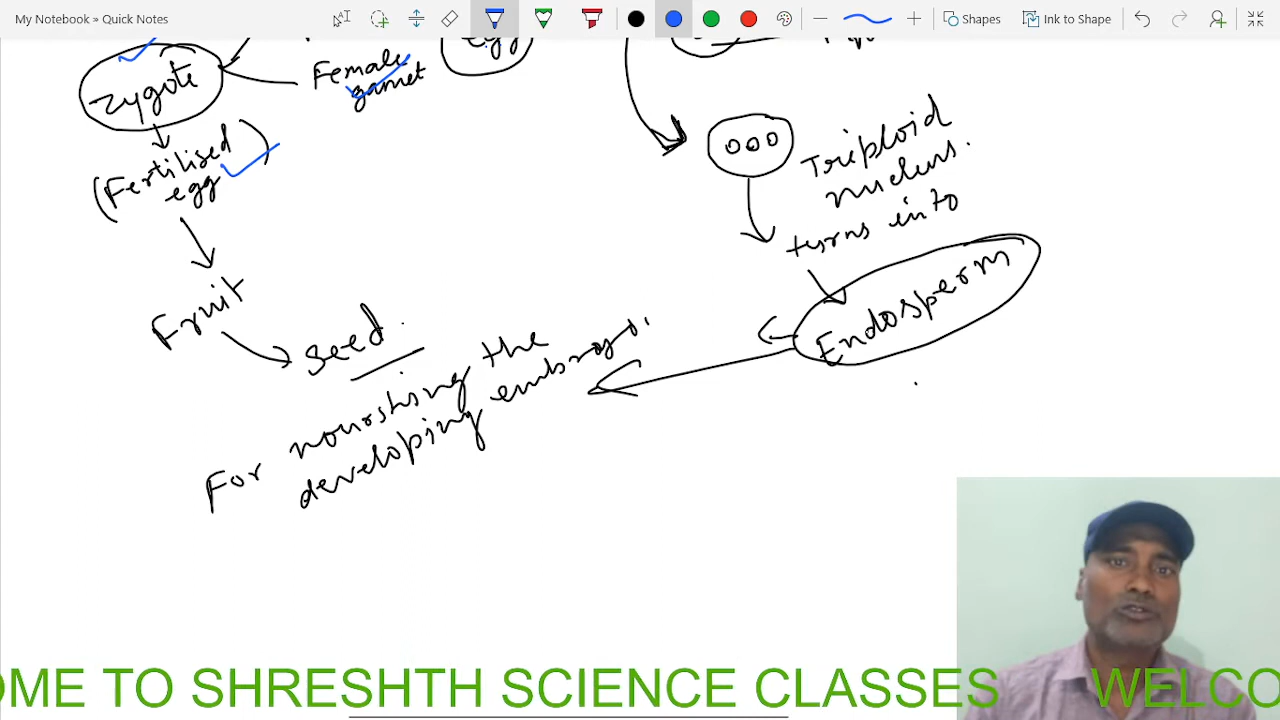 My Notebook » Quick Notes
Shapes
Ink to Shape
egg
Zygote
Female
gamet
(Fertilised
egg)
Triploid
nucleus.
turns into
Endosperm
Fruit
seed.
For nourishing the
developing embryo
OME TO SHRESHTH SCIENCE CLASSES WELCO